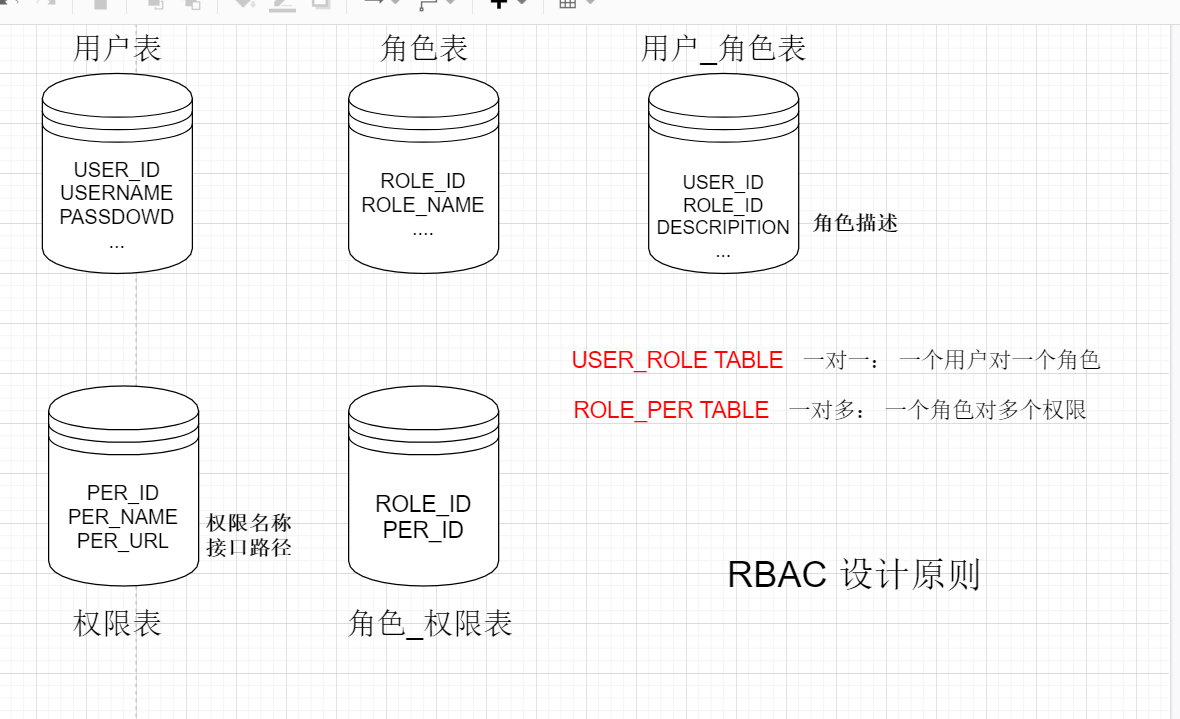 用户表
角色表
用户_角色表
USER_ID
USERNAME
PASSDOWD
...
ROLE_ID
ROLE_NAME
....
USER_ID
ROLE_ID
DESCRIPITION
...
角色描述
USER_ROLE TABLE 一对一： 一个用户对一个角色
ROLE_PER TABLE 一对多： 一个角色对多个权限
PER_ID
PER_NAME
PER_URL
权限名称
接口路径
ROLE_ID
PER_ID
RBAC 设计原则
权限表
角色_权限表